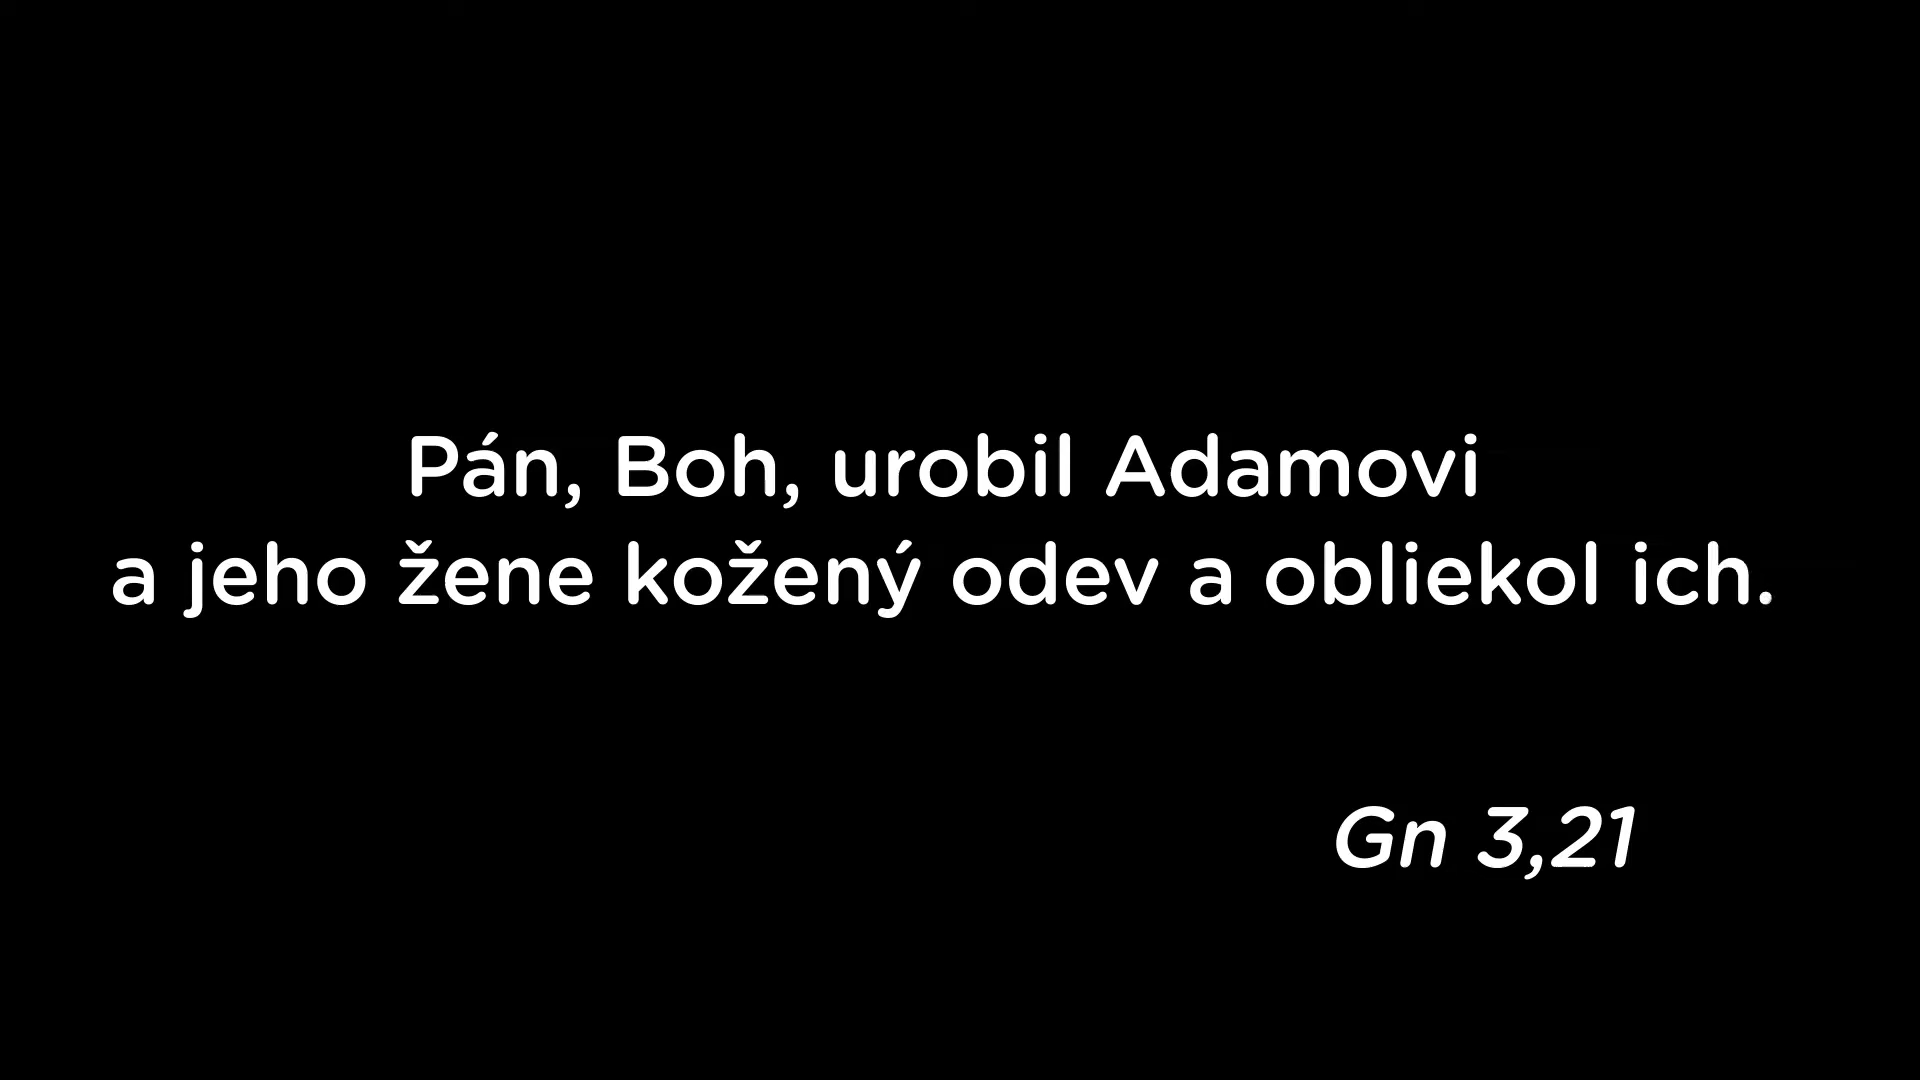 Pán, Boh, urobil Adamovi
a jeho žene kožený odev a obliekol ich.
Gn 3,21